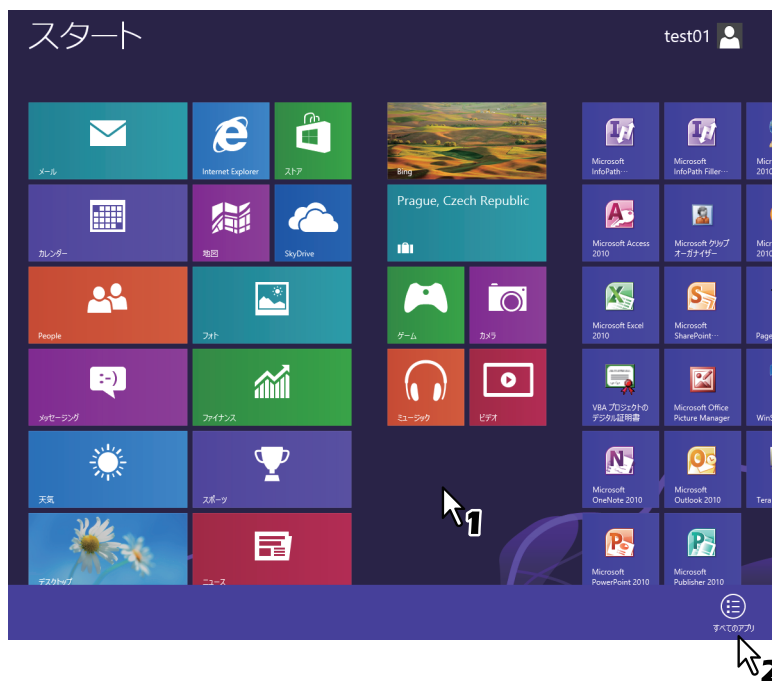 スタート
test01
メール
Internet Explorer
ストア
カレンダー
地図
SkyDrive
People
フォト
メッセージング
ファイナンス
天気
スポーツ
デスクトップ
ニュース
Bing
Prague, Czech Republic
ゲーム
カメラ
ミュージック
ビデオ
Microsoft
InfoPath…
Microsoft
InfoPath Filler…
Micr
2010
Microsoft Access
2010
Microsoft クリップ
オーガナイザー
Micr
2010
Microsoft Excel
2010
Microsoft
SharePoint…
Page
VBA プロジェクトの
デジタル証明書
Microsoft Office
Picture Manager
WinS
Microsoft
OneNote 2010
Microsoft
Outlook 2010
Tera
Microsoft
PowerPoint 2010
Microsoft
Publisher 2010
1
すべてのアプリ
2